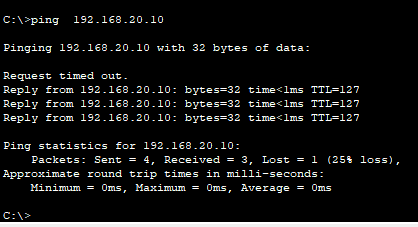 C:\>ping  192.168.20.10
Pinging 192.168.20.10 with 32 bytes of data:
Request timed out.
Reply from 192.168.20.10: bytes=32 time<1ms TTL=127
Reply from 192.168.20.10: bytes=32 time<1ms TTL=127
Reply from 192.168.20.10: bytes=32 time<1ms TTL=127
Ping statistics for 192.168.20.10:
    Packets: Sent = 4, Received = 3, Lost = 1 (25% loss),
Approximate round trip times in milli-seconds:
    Minimum = 0ms, Maximum = 0ms, Average = 0ms
C:\>